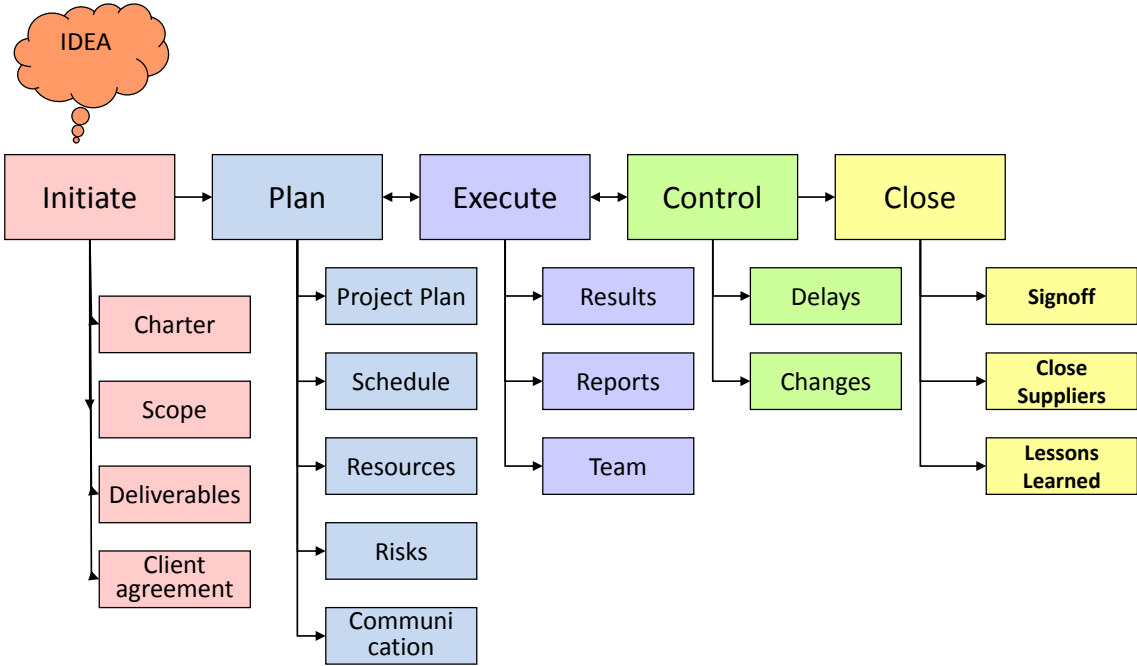 IDEA
Initiate
Plan
Execute
Control
Close
Charter
Scope
Deliverables
Client
agreement
Project Plan
Schedule
Resources
Risks
Communi
cation
Results
Reports
Team
Delays
Changes
Signoff
Close
Suppliers
Lessons
Learned